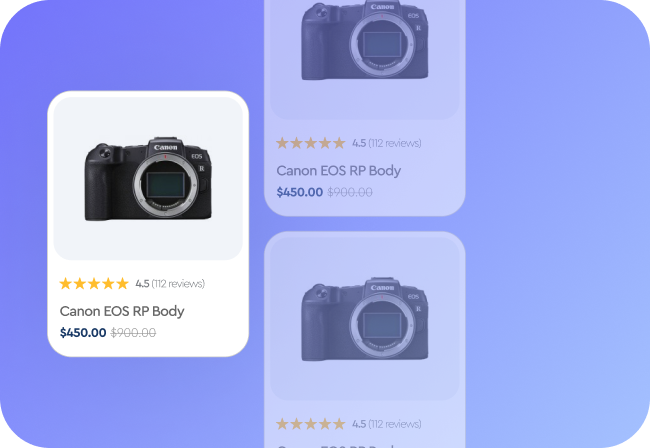 Canon
EOS
R
4.5 (112 reviews)
Canon EOS RP Body
$450.00 $900.00
Canon
EOS
R
4.5 (112 reviews)
Canon EOS RP Body
$450.00 $900.00
Canon
EOS
R
4.5 (112 reviews)